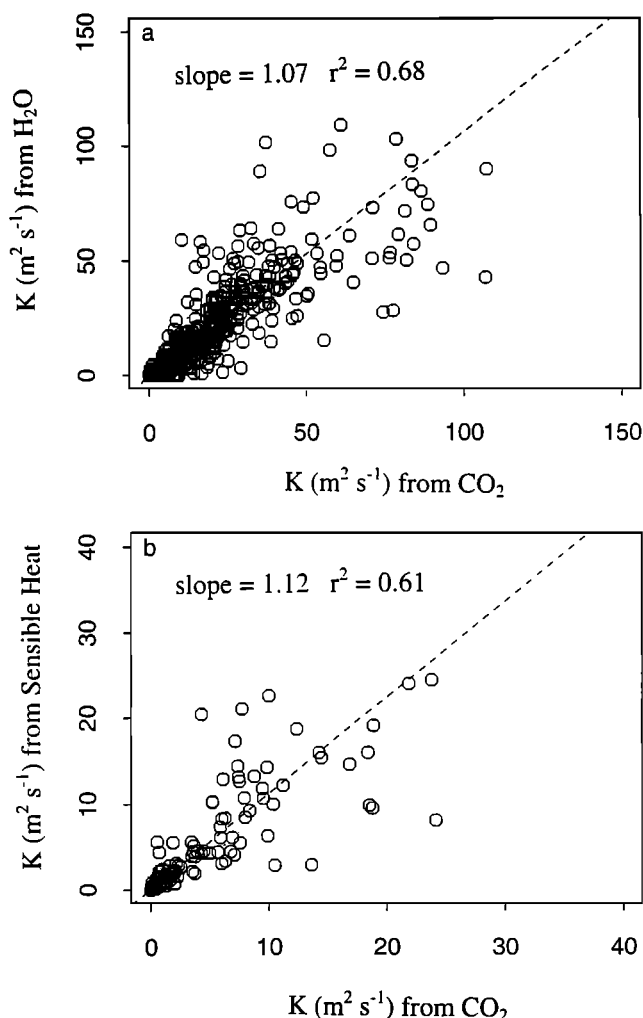 a
slope = 1.07 r² = 0.68
K (m² s⁻¹) from H₂O
150
100
50
0
0 50 100 150
K (m² s⁻¹) from CO₂
b
slope = 1.12 r² = 0.61
K (m² s⁻¹) from Sensible Heat
40
30
20
10
0
0 10 20 30 40
K (m² s⁻¹) from CO₂